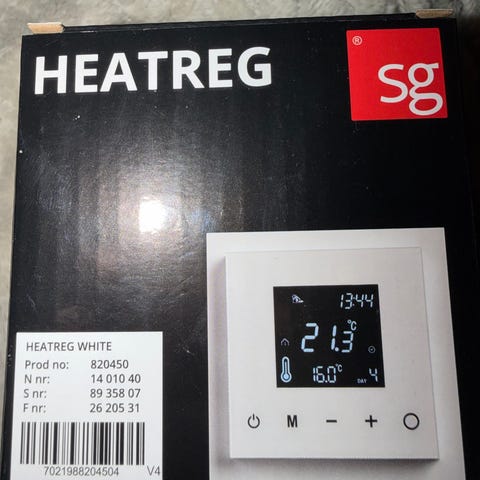 HEATREG
® sg
13:44
21.3°C
16.0°C DAY 4
M − +
HEATREG WHITE
Prod no: 820450
N nr: 14 010 40
S nr: 89 358 07
F nr: 26 205 31
7021988204504 V4